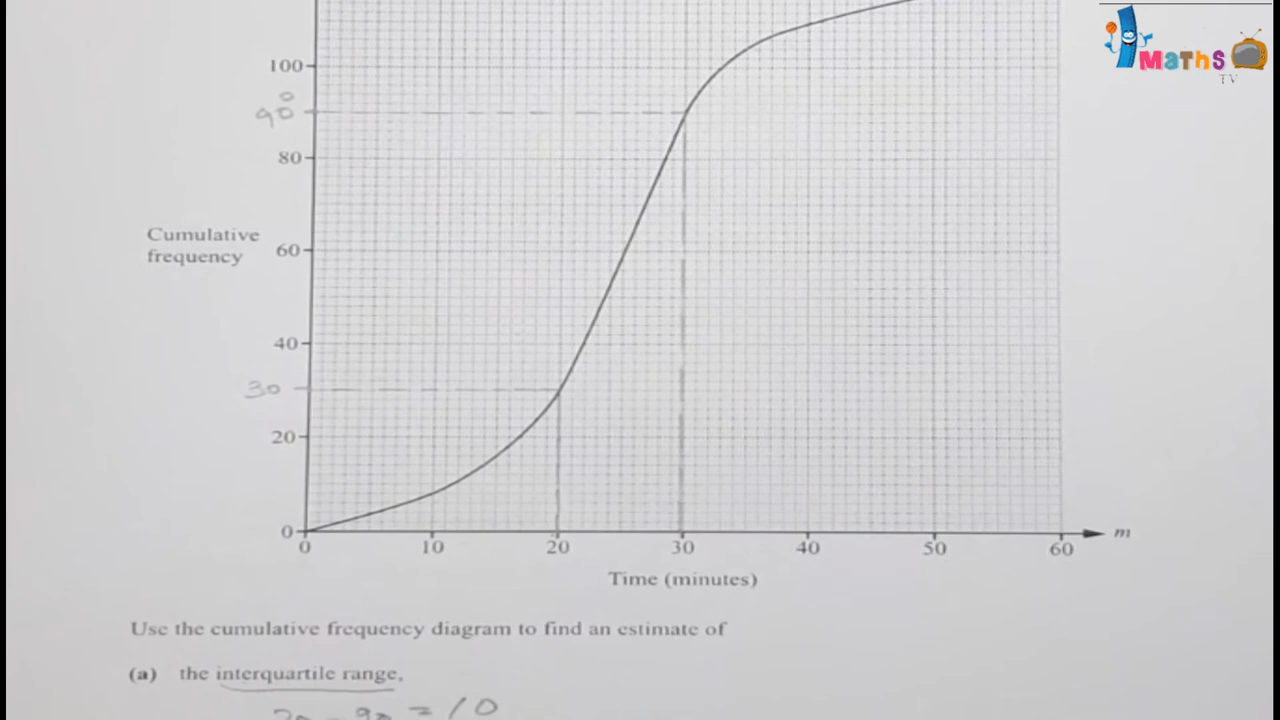 MaTHS
TV
100
90
80
Cumulative
frequency
60
40
30
20
0
0 10 20 30 40 50 60 m
Time (minutes)
Use the cumulative frequency diagram to find an estimate of
(a) the interquartile range,
= 10